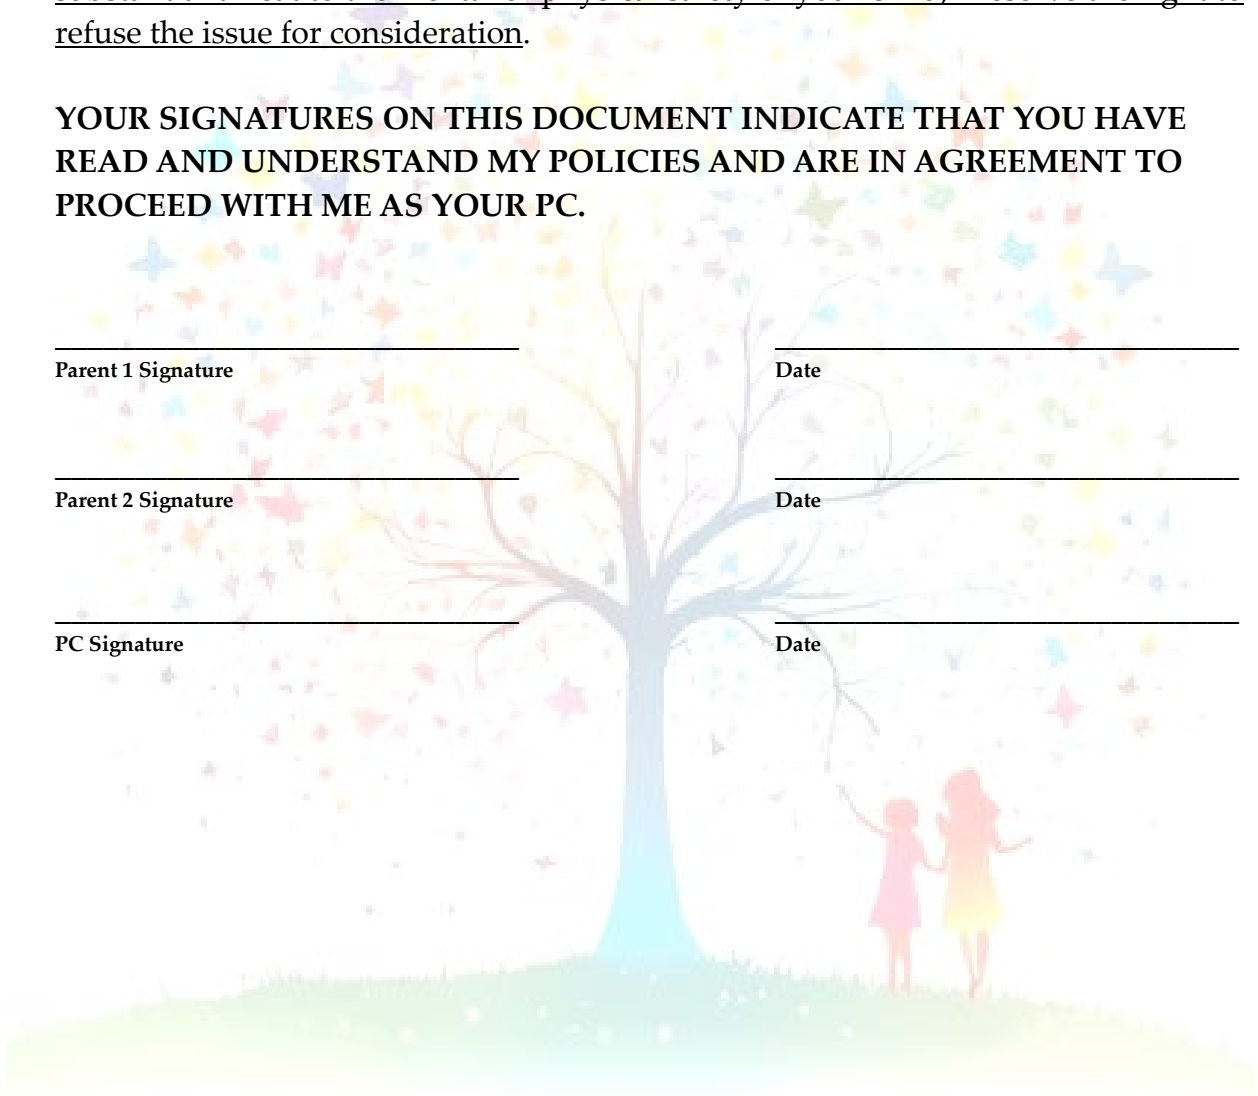 refuse the issue for consideration.
YOUR SIGNATURES ON THIS DOCUMENT INDICATE THAT YOU HAVE
READ AND UNDERSTAND MY POLICIES AND ARE IN AGREEMENT TO
PROCEED WITH ME AS YOUR PC.
Parent 1 Signature Date
Parent 2 Signature Date
PC Signature Date